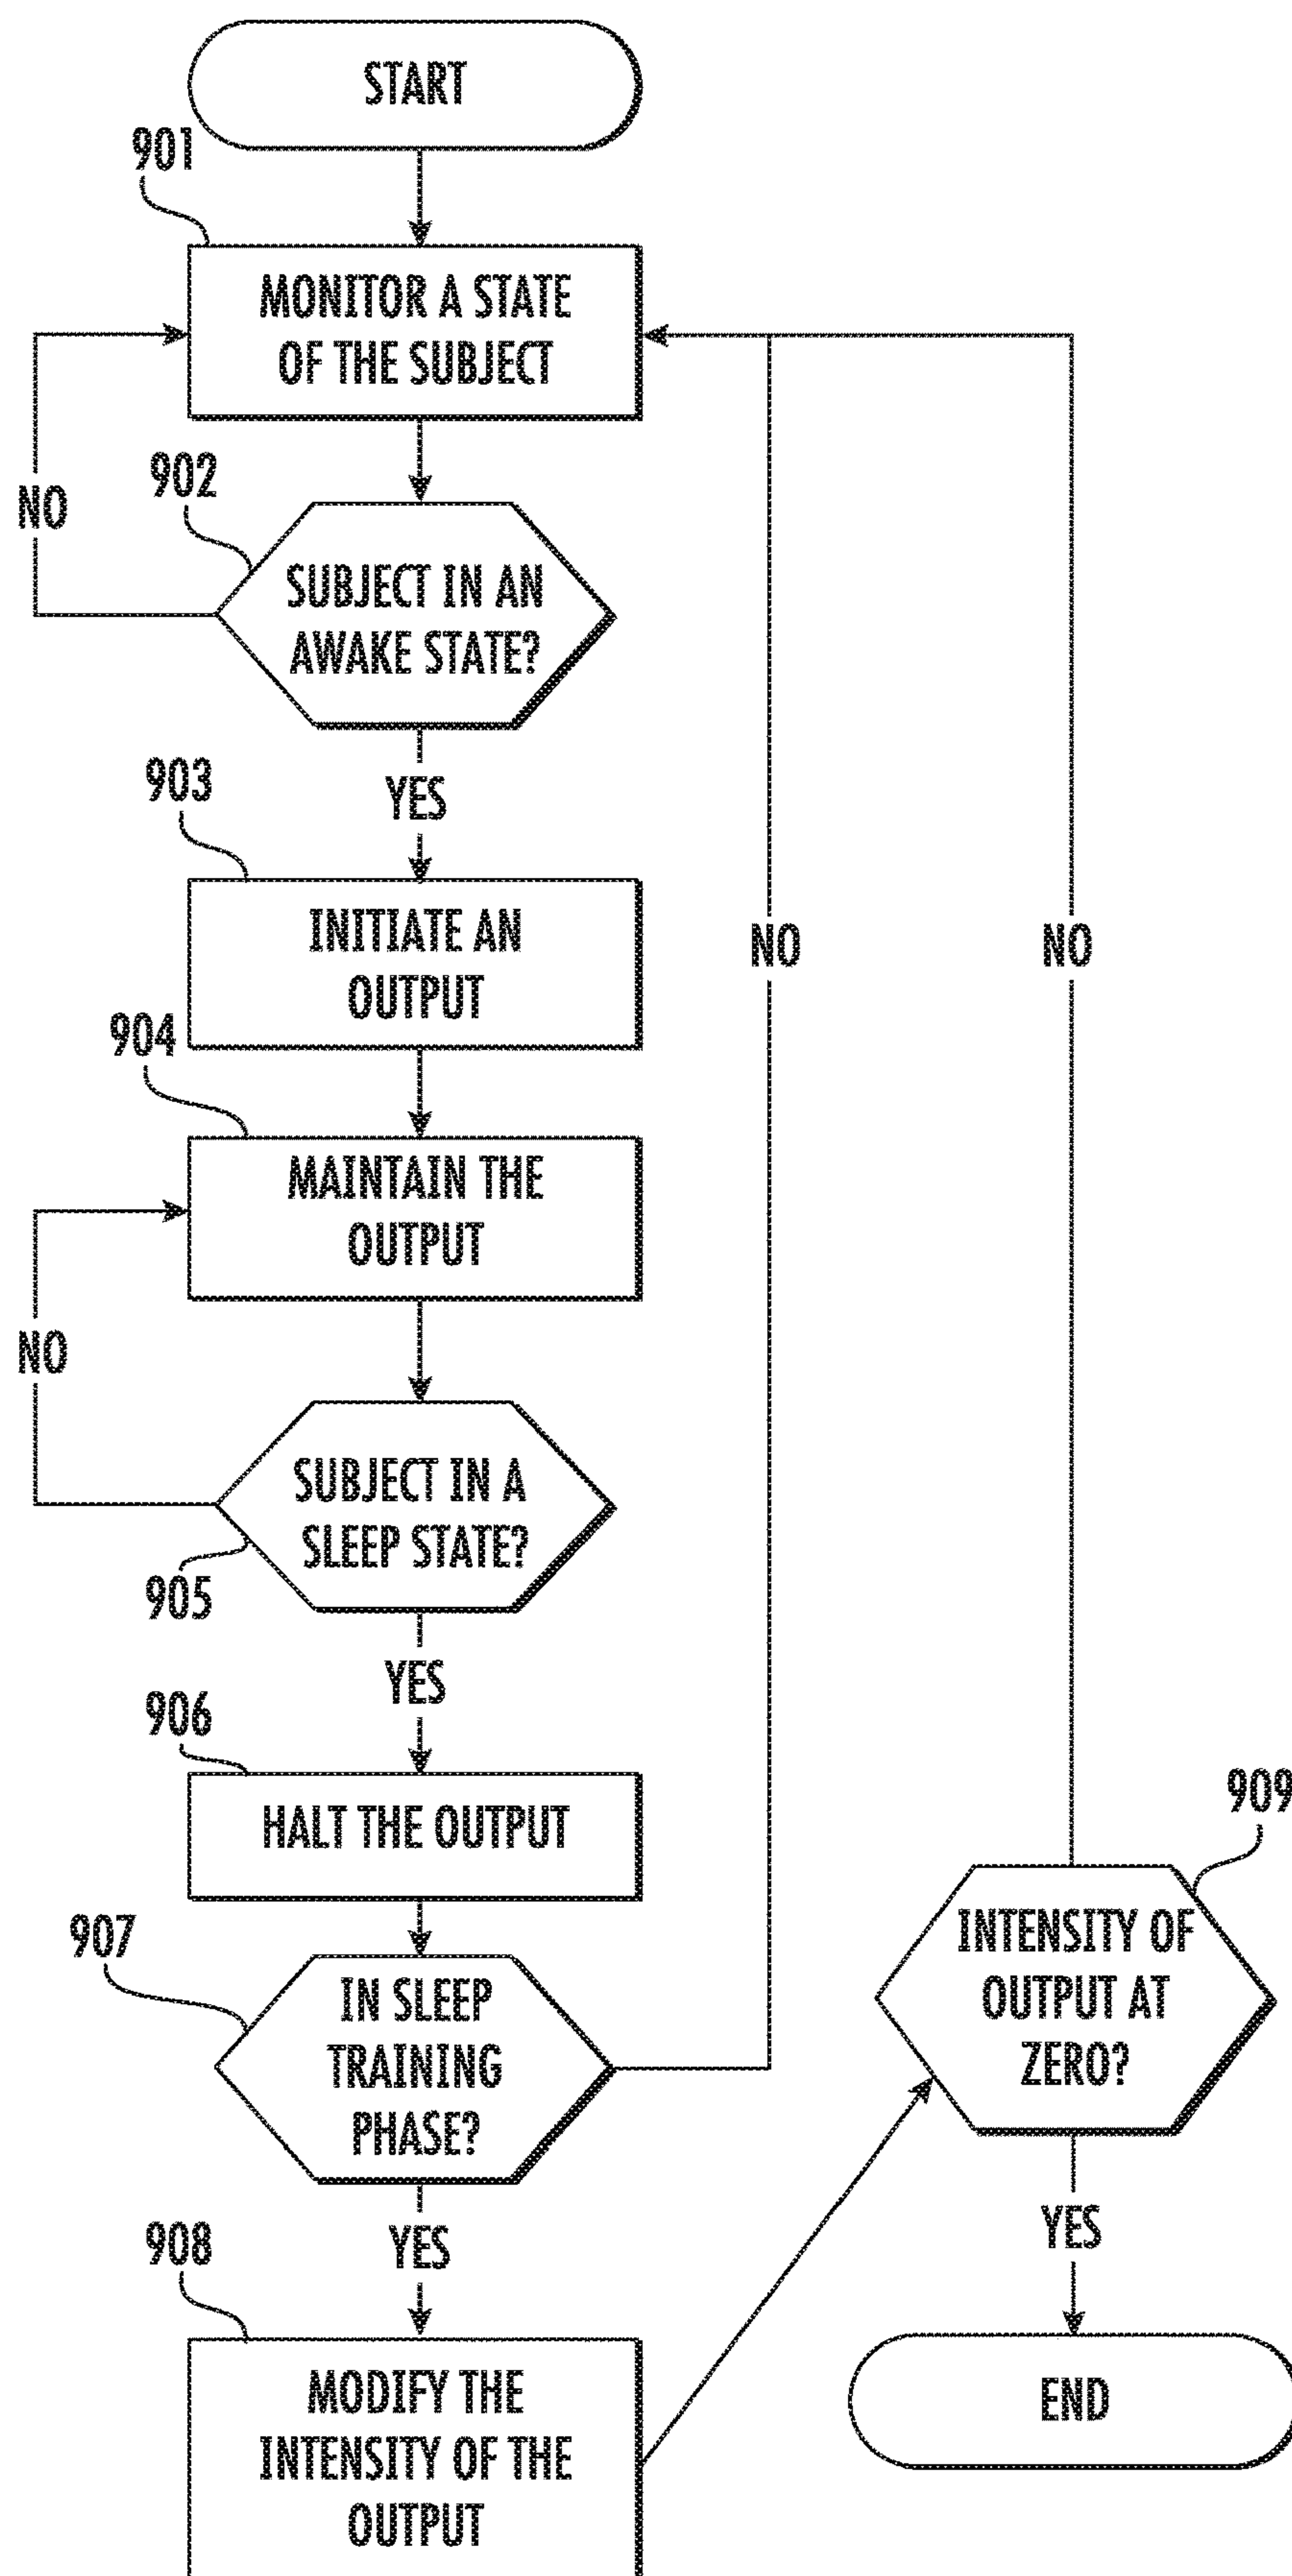 START
901
MONITOR A STATE
OF THE SUBJECT
902
NO
SUBJECT IN AN
AWAKE STATE?
903
YES
INITIATE AN
OUTPUT
NO
NO
904
MAINTAIN THE
OUTPUT
NO
SUBJECT IN A
SLEEP STATE?
905
YES
906
HALT THE OUTPUT
907
IN SLEEP
TRAINING
PHASE?
909
INTENSITY OF
OUTPUT AT
ZERO?
908
YES
YES
MODIFY THE
INTENSITY OF THE
OUTPUT
END